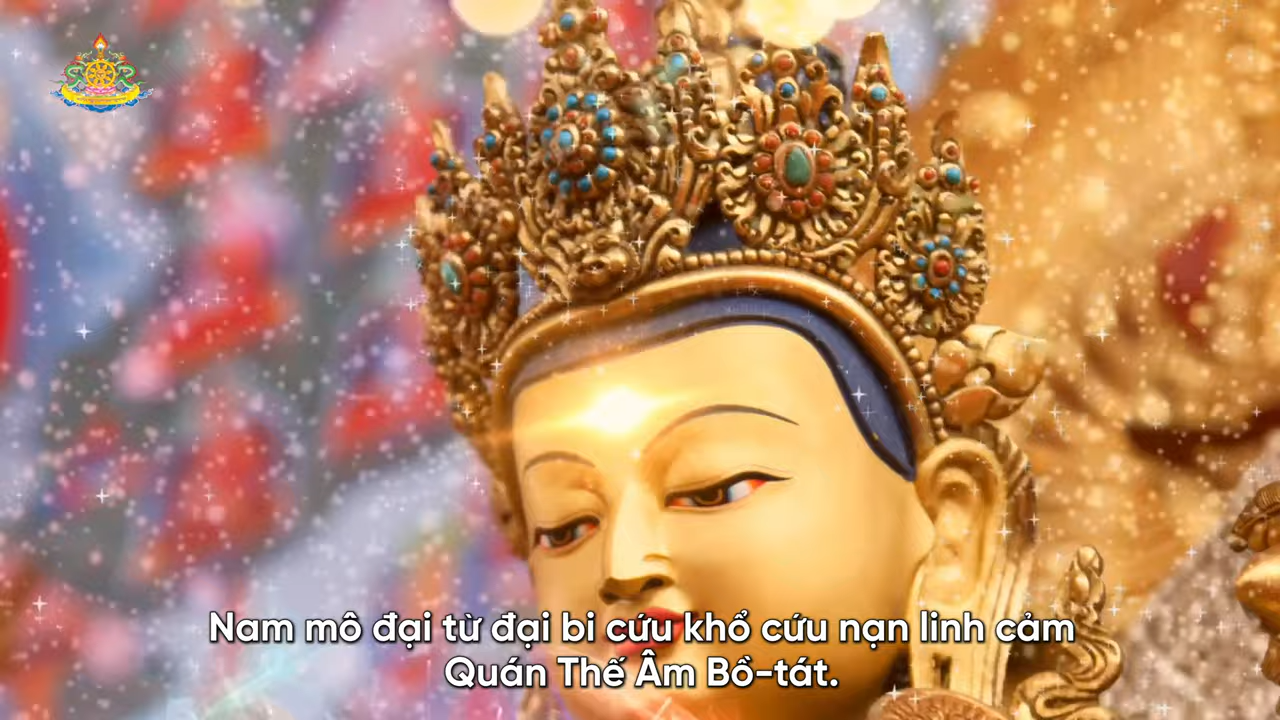 Nam mô đại từ đại bi cứu khổ cứu nạn linh cảm
Quán Thế Âm Bồ-tát.